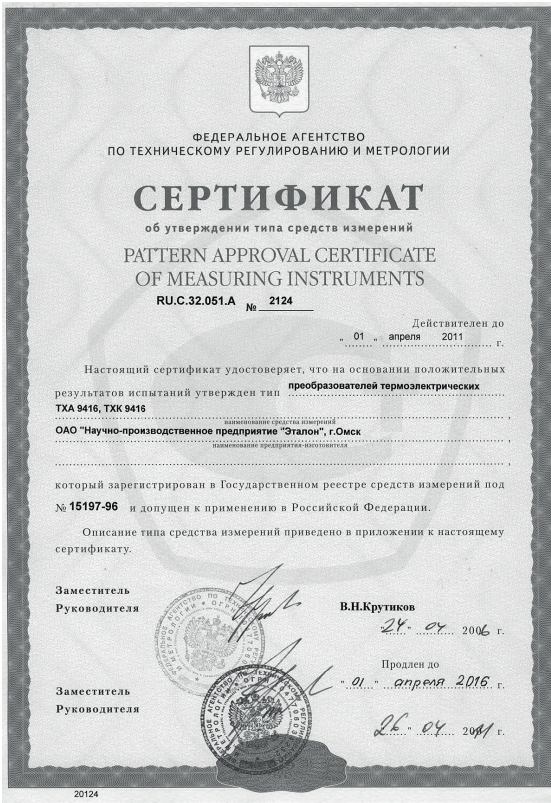 ФЕДЕРАЛЬНОЕ АГЕНТСТВО
ПО ТЕХНИЧЕСКОМУ РЕГУЛИРОВАНИЮ И МЕТРОЛОГИИ
СЕРТИФИКАТ
об утверждении типа средств измерений
PATTERN APPROVAL CERTIFICATE
OF MEASURING INSTRUMENTS
RU.C.32.051.A № 2124
Действителен до
" 01 " апреля 2011 г.
Настоящий сертификат удостоверяет, что на основании положительных
результатов испытаний утвержден тип преобразователей термоэлектрических
ТХА 9416, ТХК 9416 ,
наименование средства измерений
ОАО "Научно-производственное предприятие "Эталон", г.Омск
наименование предприятия-изготовителя
,
который зарегистрирован в Государственном реестре средств измерений под
№ 15197-96 и допущен к применению в Российской Федерации.
Описание типа средства измерений приведено в приложении к настоящему
сертификату.
Заместитель
Руководителя
В.Н.Крутиков
24 " 04 2006 г.
Продлен до
" 01 " апреля 2016 г.
Заместитель
Руководителя
26 " 04 2011 г.
20124